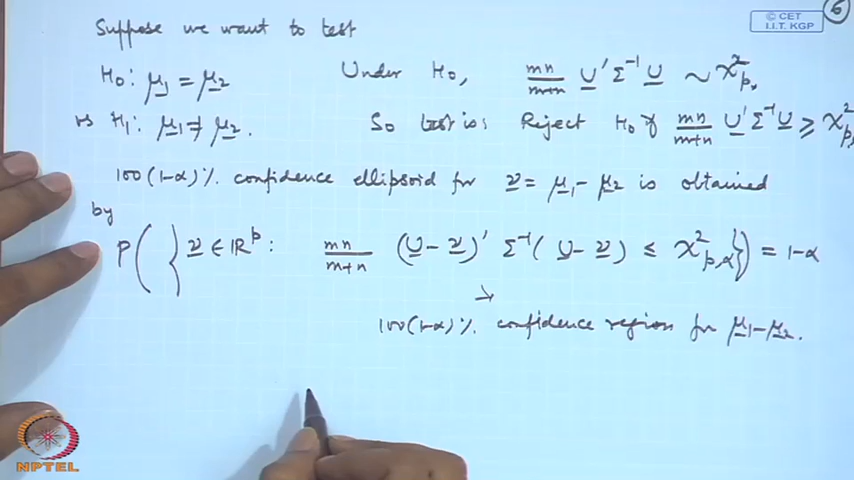 6
© CET
I.I.T. KGP
Suppose we want to test
H₀: μ₁ = μ₂ Under H₀, mn/m+n U' Σ⁻¹ U ~ χ²ₚ,
vs H₁: μ₁ ≠ μ₂. So test is: Reject H₀ if mn/m+n U' Σ⁻¹ U ≥ χ²ₚ,
100(1-α)% confidence ellipsoid for ν = μ₁ - μ₂ is obtained
by
P( { ν ∈ ℝᵖ : mn/m+n (U - ν)' Σ⁻¹ (U - ν) ≤ χ²ₚ,α } ) = 1-α
→
100(1-α)% confidence region for μ₁-μ₂.
NPTEL